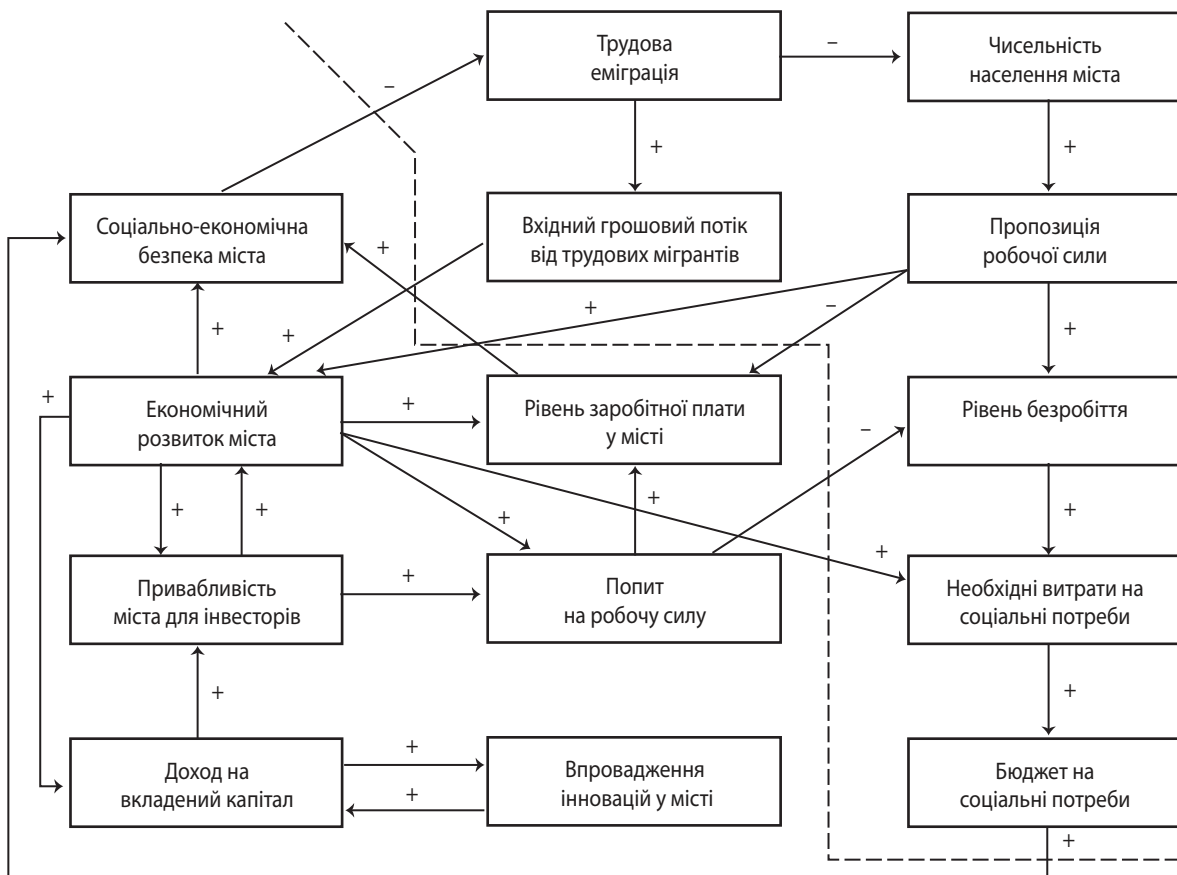 Трудова
еміграція
–
Чисельність
населення міста
–
+
+
Соціально-економічна
безпека міста
Вхідний грошовий потік
від трудових мігрантів
Пропозиція
робочої сили
+
+
+
+
–
+
+
Економічний
розвиток міста
+
Рівень заробітної плати
у місті
Рівень безробіття
–
+
+
+
+
+
+
Привабливість
міста для інвесторів
+
Попит
на робочу силу
Необхідні витрати на
соціальні потреби
+
+
+
Доход на
вкладений капітал
+
+
Впровадження
інновацій у місті
Бюджет на
соціальні потреби
+